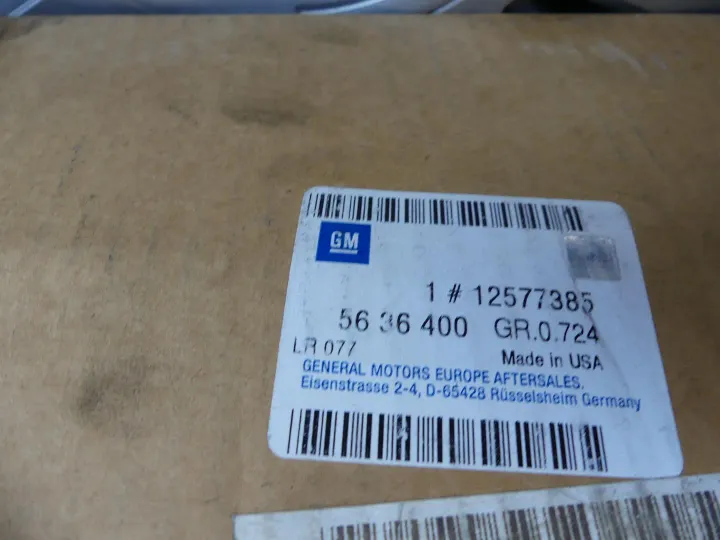 GM
1 # 12577385
56 36 400 GR.0.724
LR 077
Made in USA
GENERAL MOTORS EUROPE AFTERSALES.
Eisenstrasse 2-4, D-65428 Rüsselsheim Germany